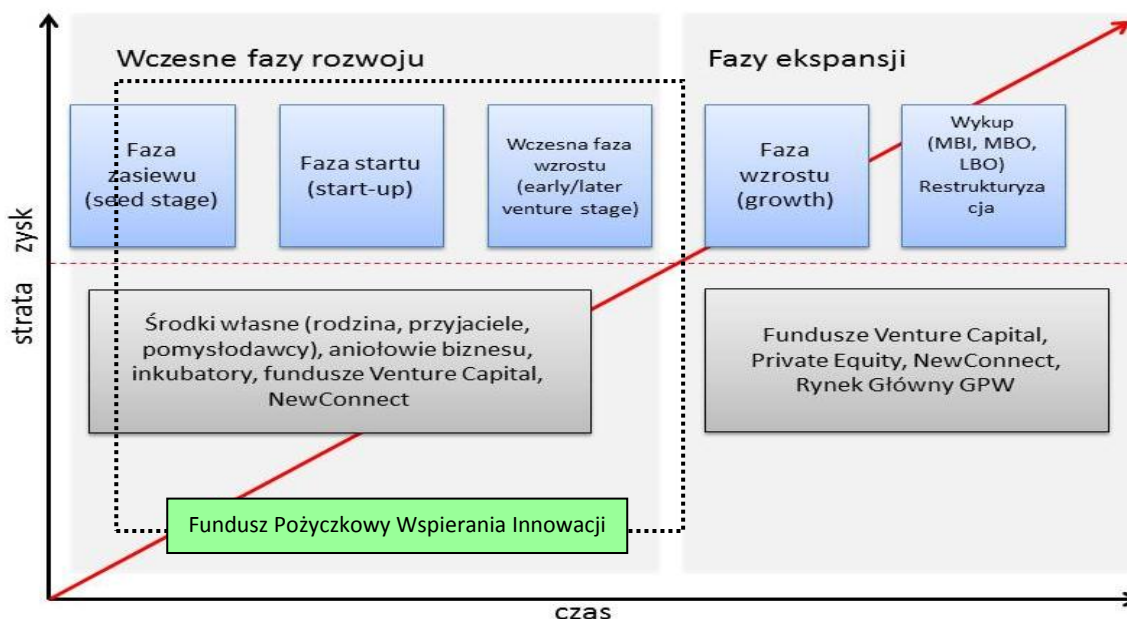 Wczesne fazy rozwoju
Fazy ekspansji
Faza
zasiewu
(seed stage)
Faza startu
(start-up)
Wczesna faza
wzrostu
(early/later
venture stage)
Faza
wzrostu
(growth)
Wykup
(MBI, MBO,
LBO)
Restrukturyza
cja
zysk
strata
Środki własne (rodzina, przyjaciele,
pomysłodawcy), aniołowie biznesu,
inkubatory, fundusze Venture Capital,
NewConnect
Fundusze Venture Capital,
Private Equity, NewConnect,
Rynek Główny GPW
Fundusz Pożyczkowy Wspierania Innowacji
czas